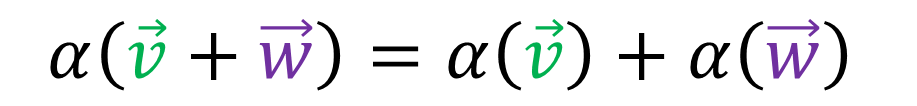 α(v⃗ + w⃗) = α(v⃗) + α(w⃗)